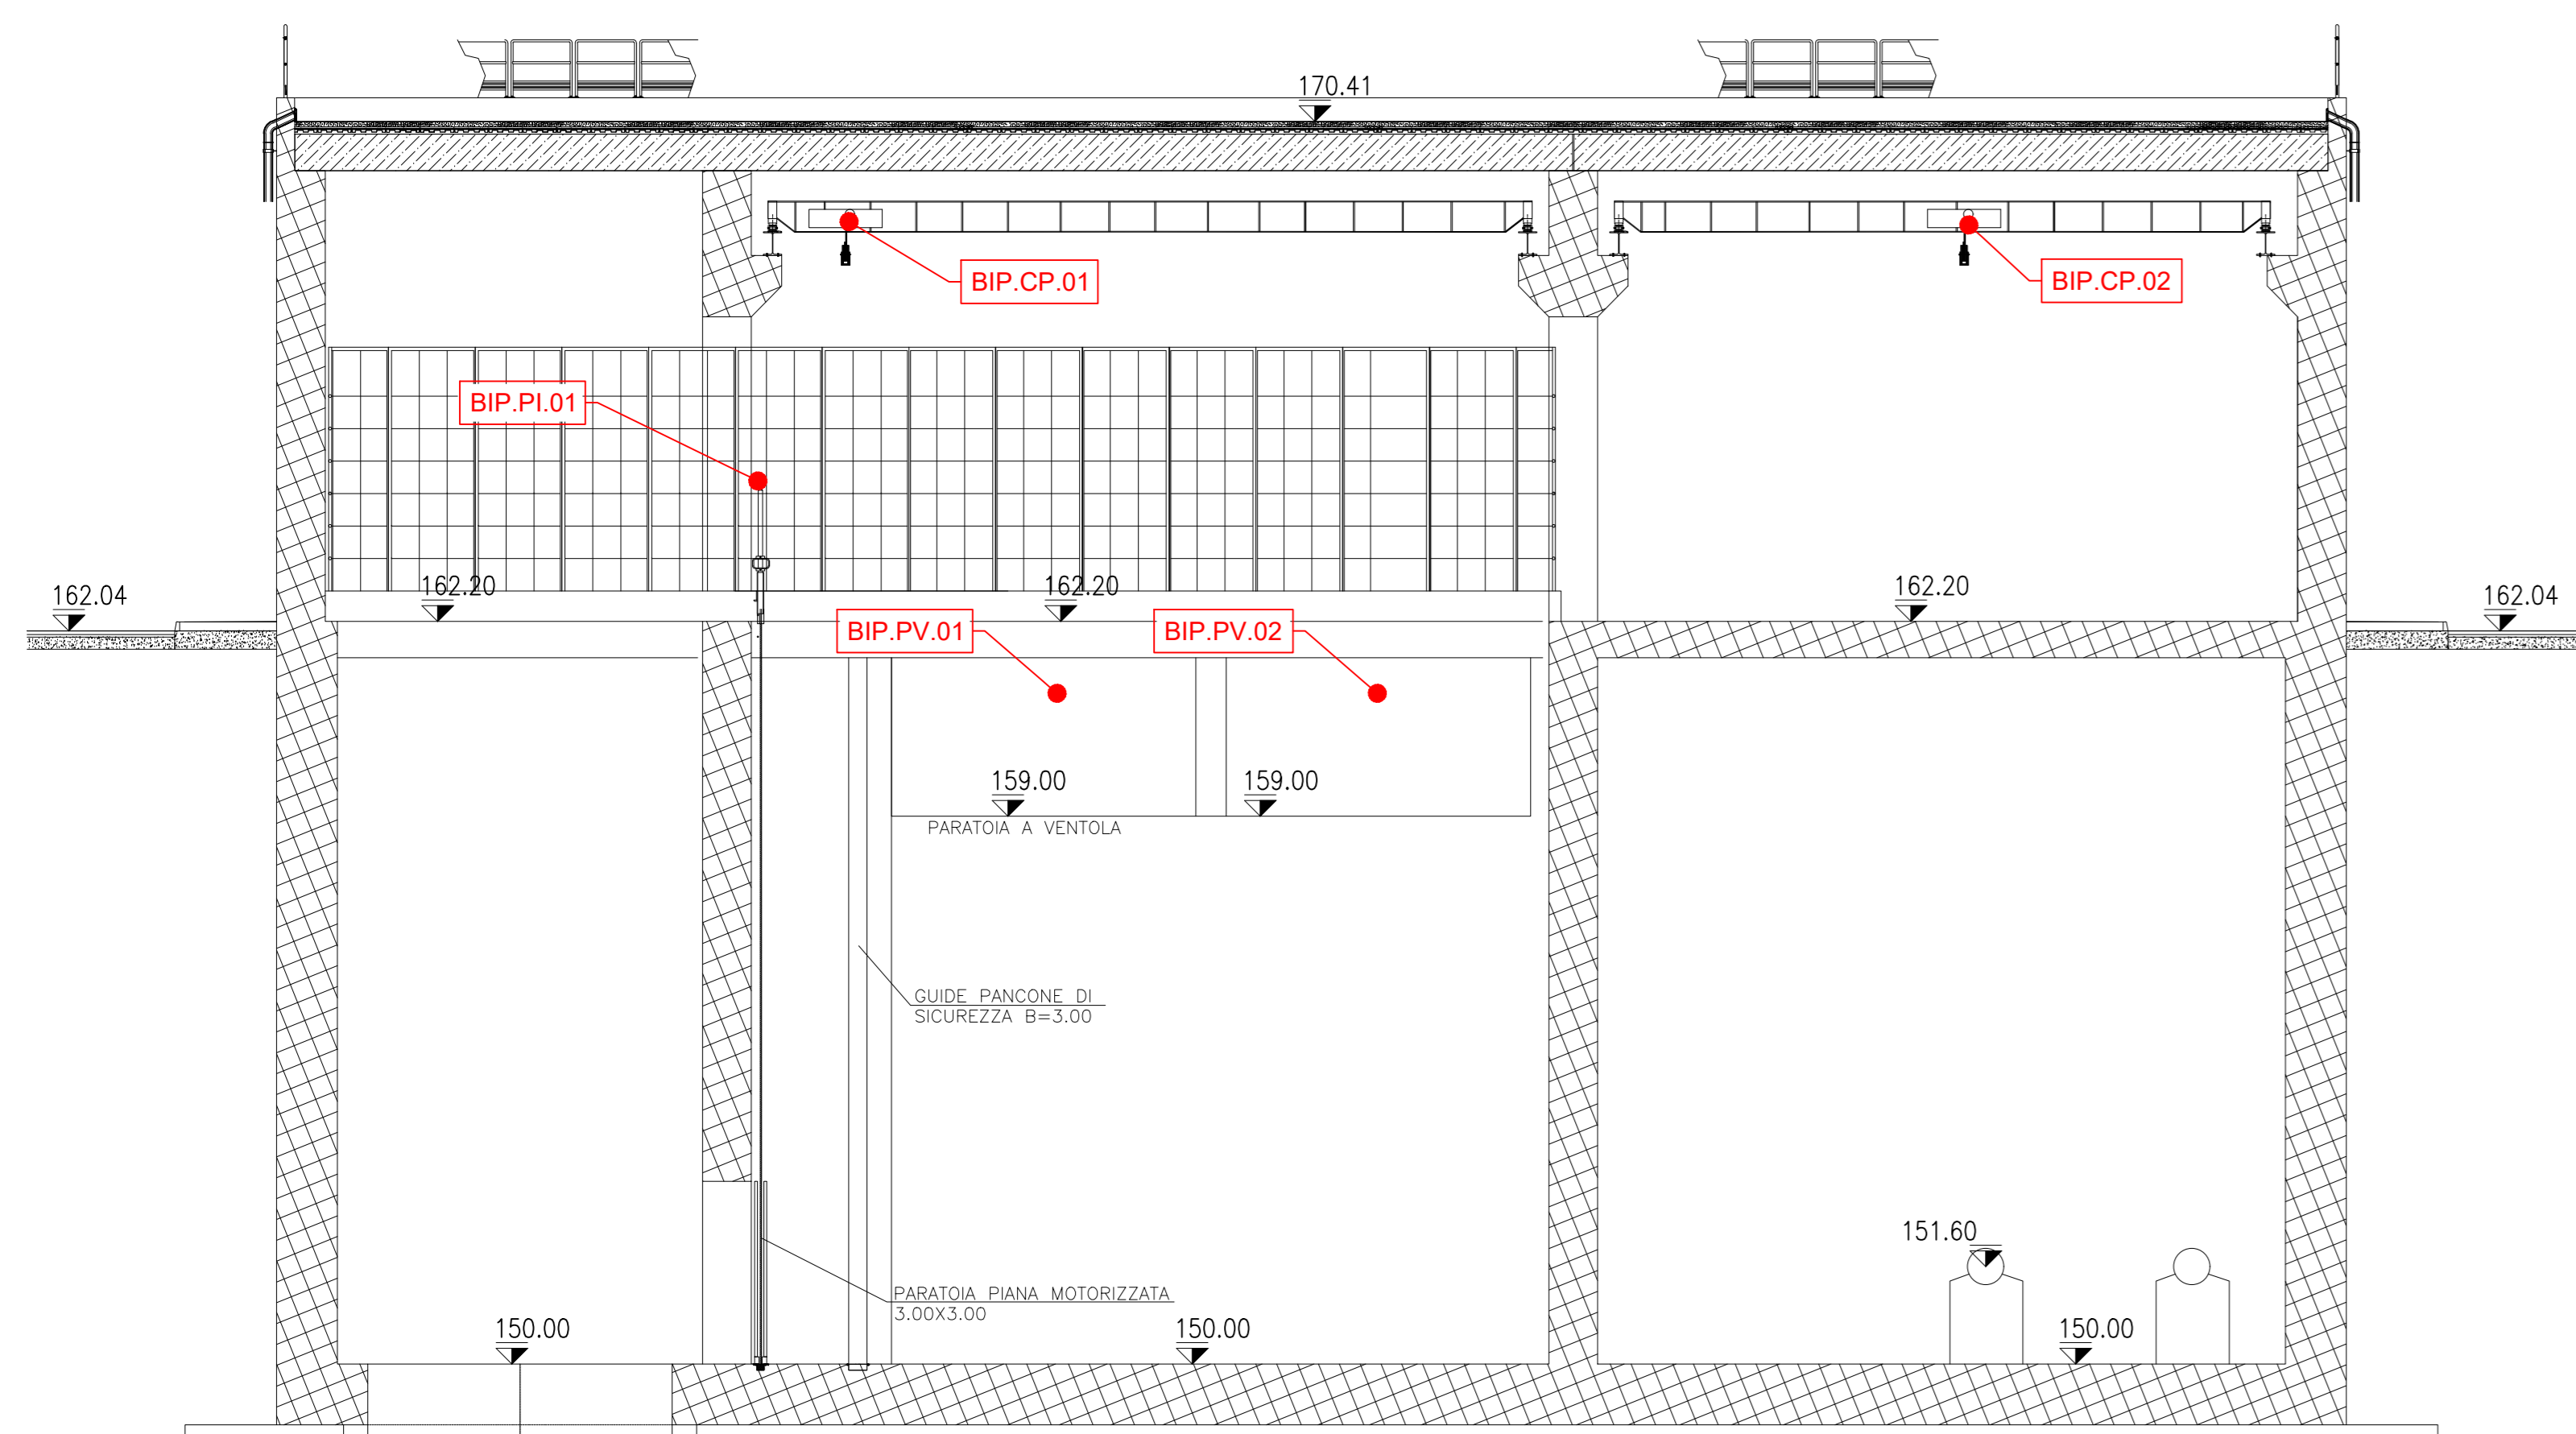 170.41
BIP.CP.01
BIP.CP.02
BIP.PI.01
162.04
162.20
162.20
162.20
162.04
BIP.PV.01
BIP.PV.02
159.00
159.00
PARATOIA A VENTOLA
GUIDE PANCONE DI
SICUREZZA B=3.00
151.60
PARATOIA PIANA MOTORIZZATA
3.00X3.00
150.00
150.00
150.00